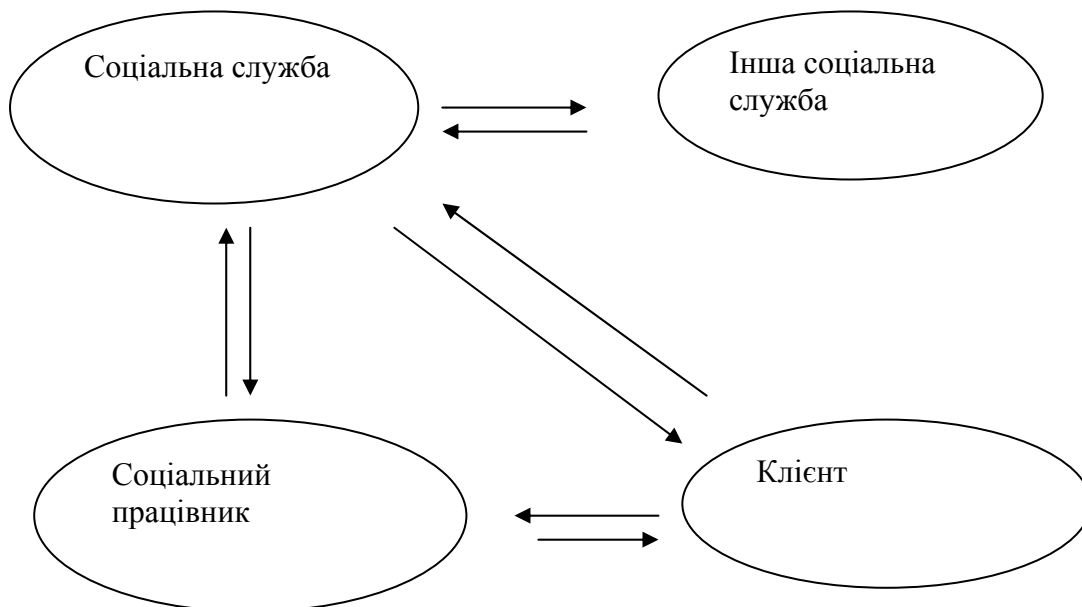 Соціальна служба
Інша соціальна
служба
Соціальний
працівник
Клієнт